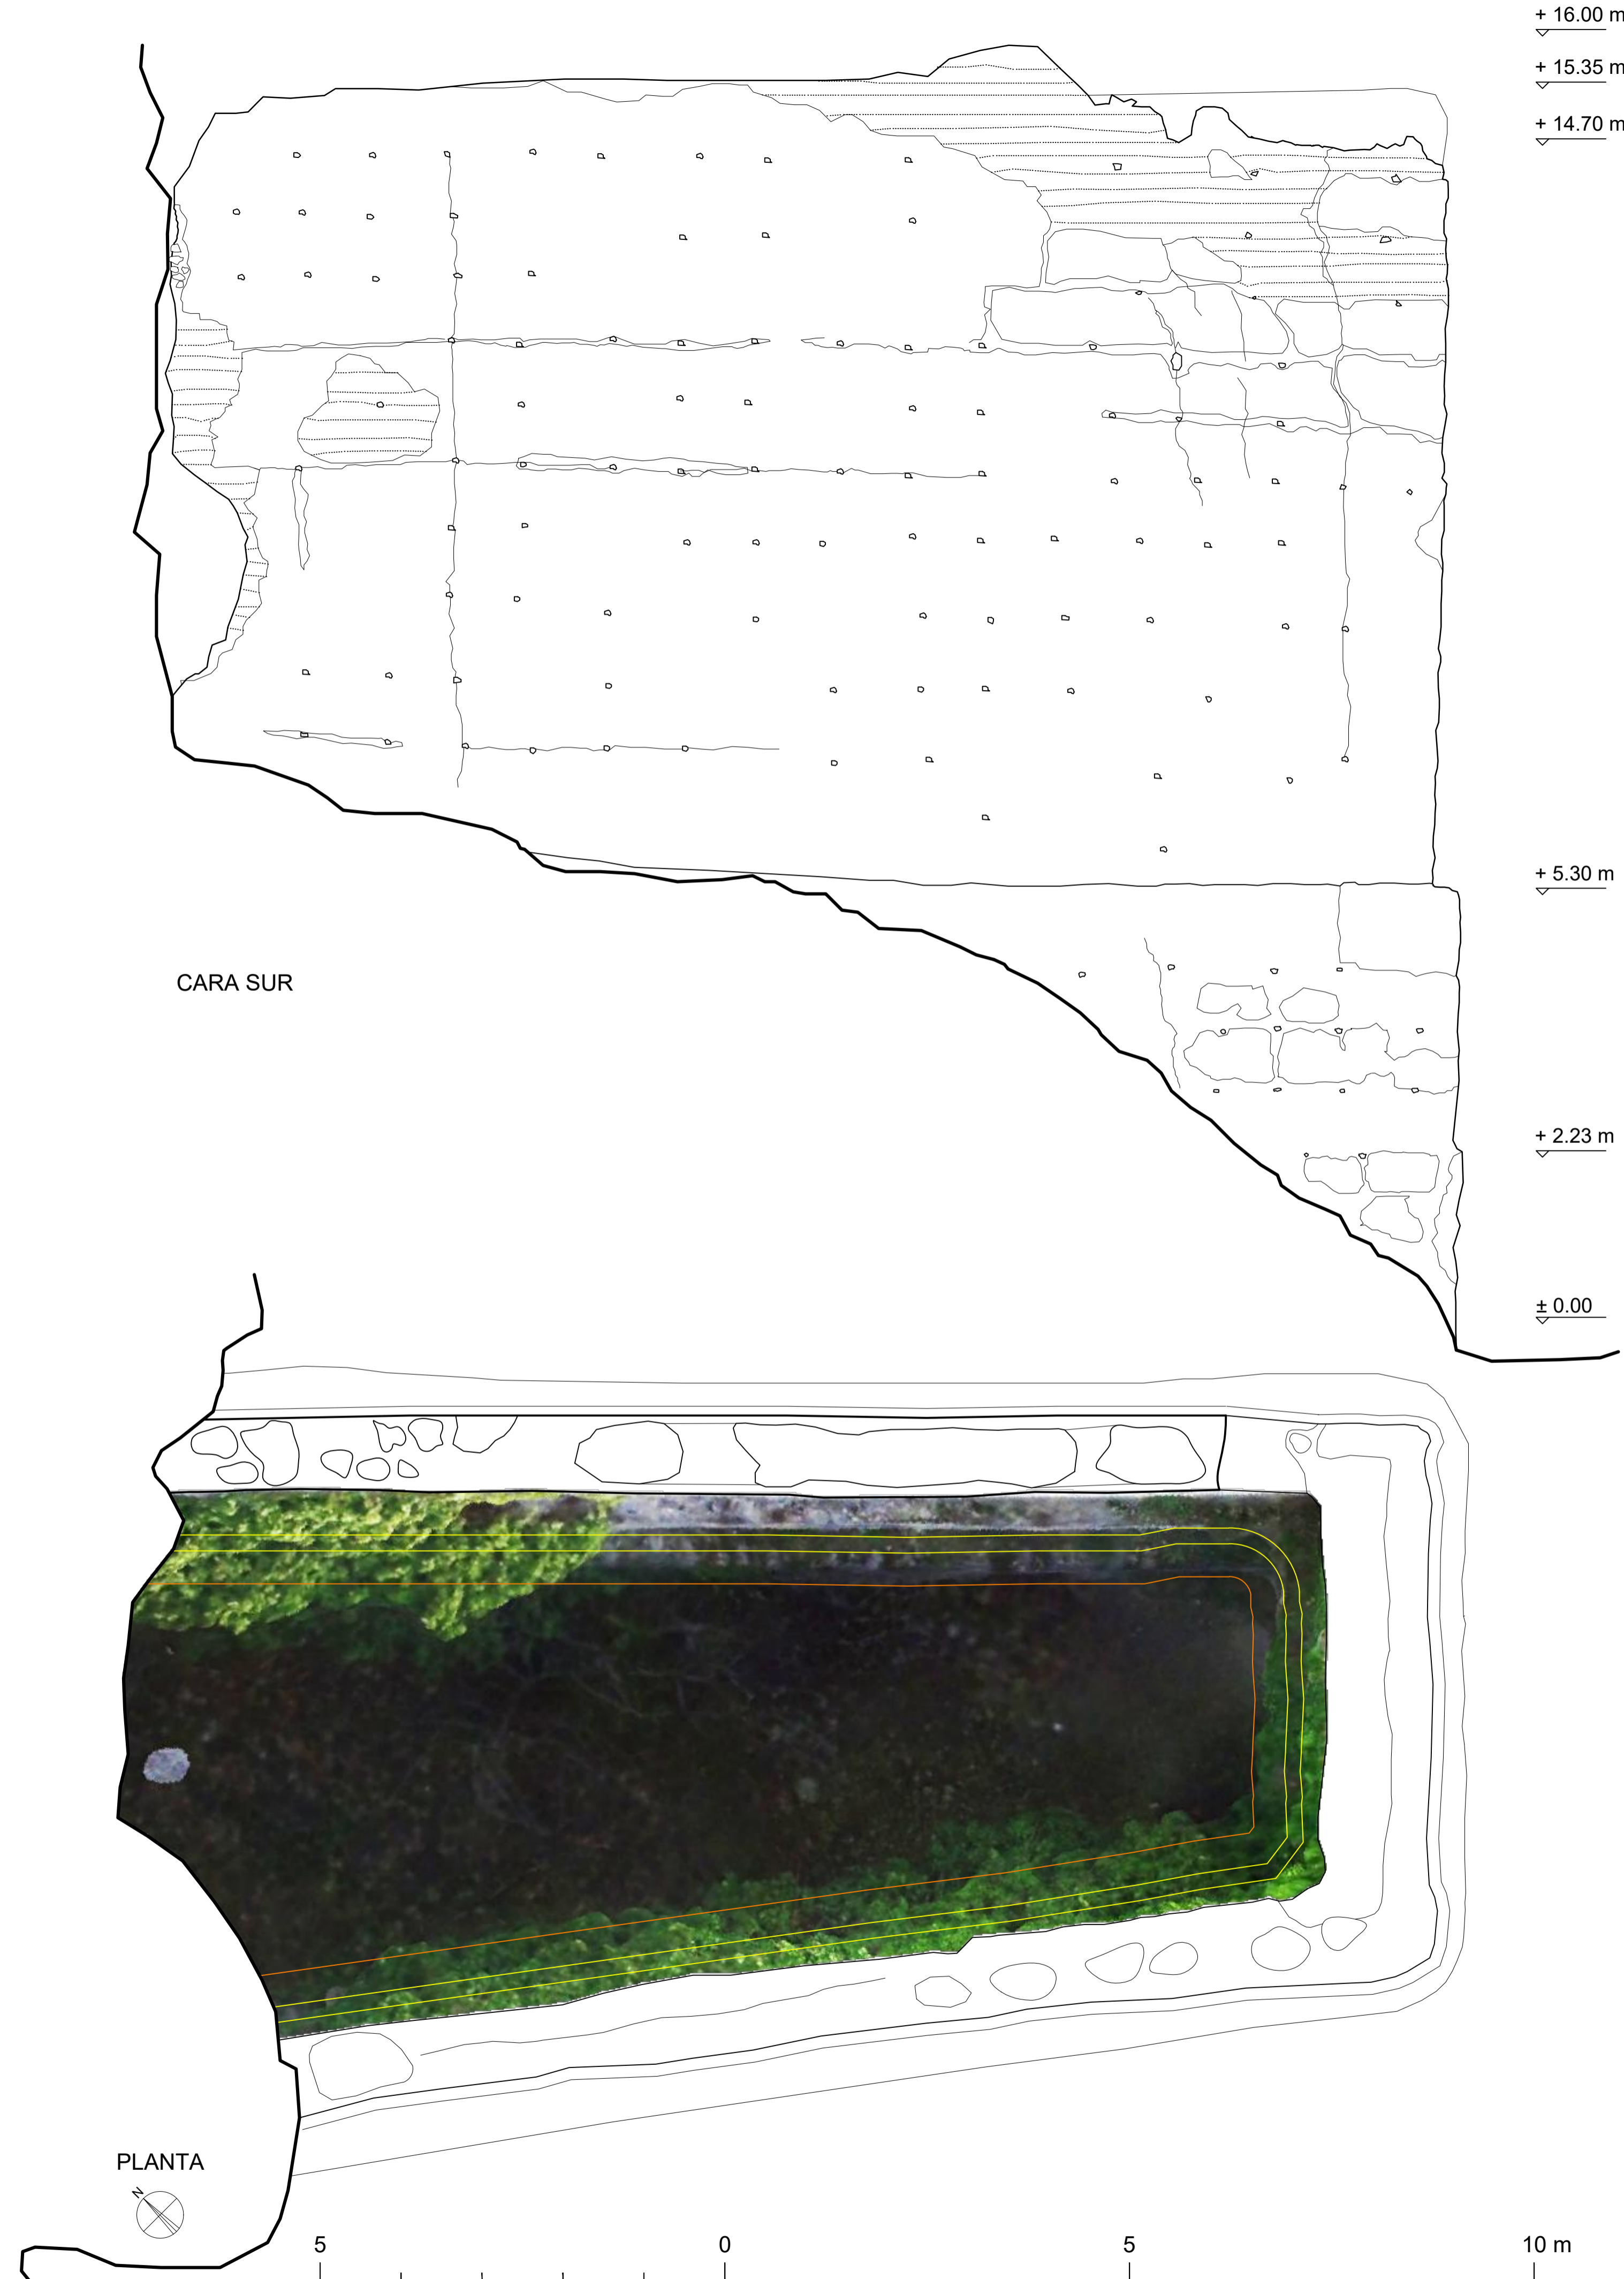 + 16.00 m
+ 15.35 m
+ 14.70 m
+ 5.30 m
CARA SUR
+ 2.23 m
± 0.00
PLANTA
N
5 0 5 10 m